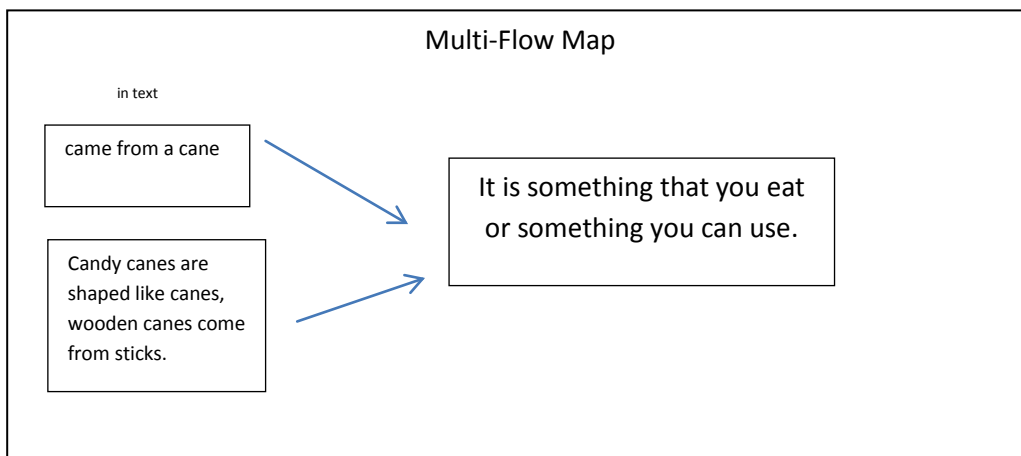 Multi-Flow Map
in text
came from a cane
It is something that you eat
or something you can use.
Candy canes are
shaped like canes,
wooden canes come
from sticks.